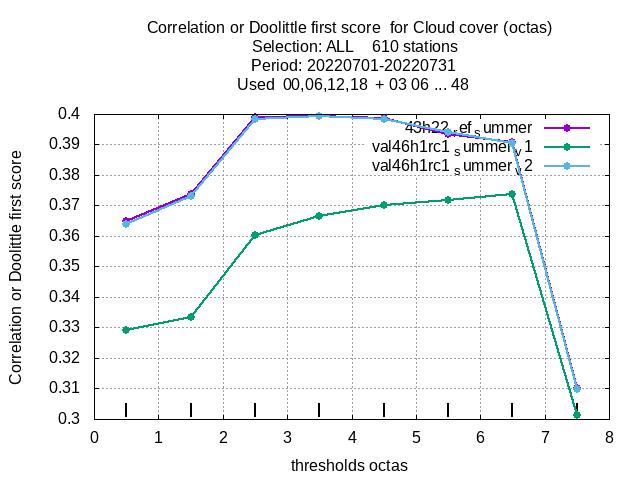 Correlation or Doolittle first score for Cloud cover (octas)
Selection: ALL 610 stations
Period: 20220701-20220731
Used 00,06,12,18 + 03 06 ... 48
0.4
0.39
0.38
0.37
0.36
0.35
0.34
0.33
0.32
0.31
0.3
43h22_ref_summer
val46h1rc1_summer_v1
val46h1rc1_summer_v2
Correlation or Doolittle first score
0 1 2 3 4 5 6 7 8
thresholds octas